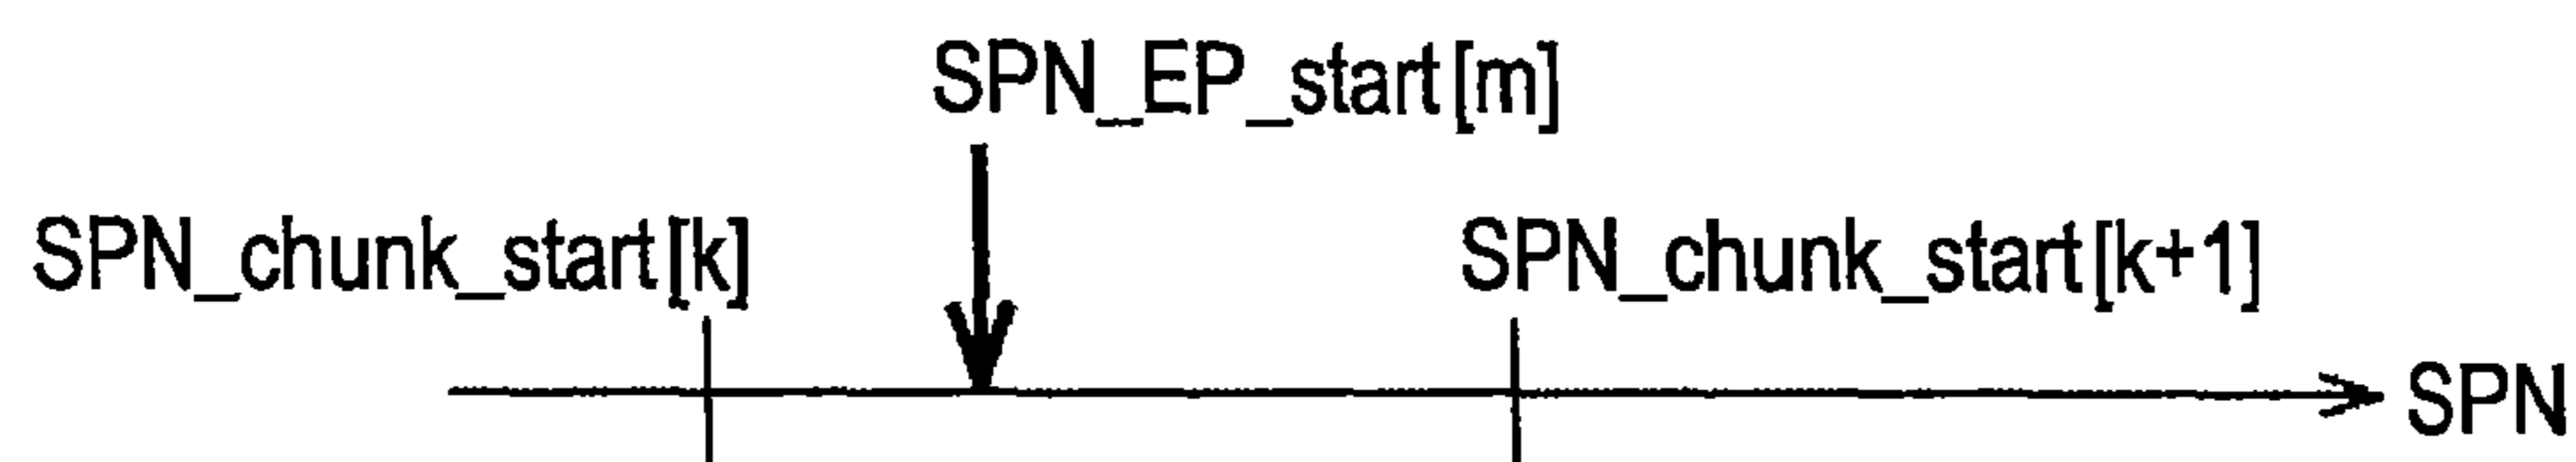 SPN_EP_start[m]
SPN_chunk_start[k]
SPN_chunk_start[k+1]
SPN